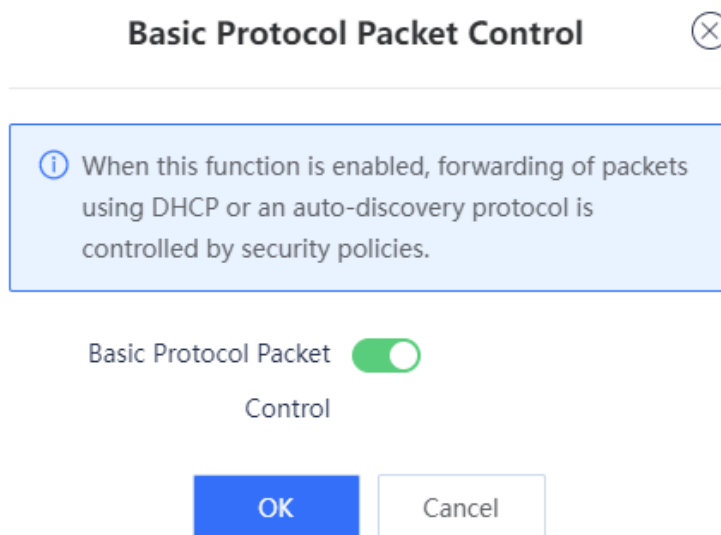 Basic Protocol Packet Control
When this function is enabled, forwarding of packets
using DHCP or an auto-discovery protocol is
controlled by security policies.
Basic Protocol Packet
Control
OK
Cancel